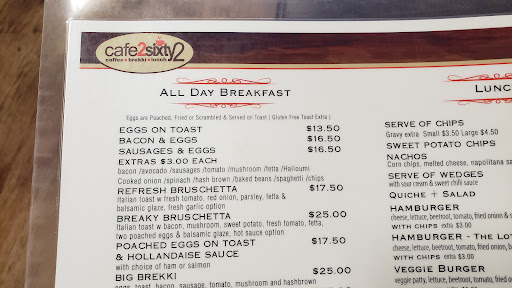 cafe2sixty2
coffee • brekki • lunch
ALL DAY BREAKFAST
Eggs are Poached, Fried or Scrambled & Served on Toast ( Gluten Free Toast Extra )
EGGS ON TOAST $13.50
BACON & EGGS $16.50
SAUSAGES & EGGS $16.50
EXTRAS $3.00 EACH
bacon /avocado /sausages /tomato /mushroom /fetta /Hallioumi
Cooked onion /spinach /hash brown /baked beans /spaghetti /chips
REFRESH BRUSCHETTA $17.50
Italian toast w fresh tomato, red onion, parsley, fetta &
balsamic glaze, fresh garlic option
BREAKY BRUSCHETTA $25.00
Italian toast w bacon, mushroom, sweet potato, fresh tomato, fetta,
two poached eggs & balsamic glaze, hot sauce option
POACHED EGGS ON TOAST $17.50
& HOLLANDAISE SAUCE
with choice of ham or salmon
BIG BREKKI $25.00
eggs, toast, bacon, sausage, tomato, mushroom and hashbrown
LUNC
SERVE OF CHIPS
Gravy extra Small $3.50 Large $4.50
SWEET POTATO CHIPS
NACHOS
Corn chips, melted cheese, napolitana sa
SERVE OF WEDGES
with sour cream & sweet chilli sauce
QUICHE + SALAD
HAMBURGER
cheese, lettuce, beetroot, tomato, fried onion & s
WITH CHIPS extra $3.00
HAMBURGER - THE LOT
cheese, lettuce, beetroot, tomato, fried onion,
WITH CHIPS extra $3.00
VEGGIE BURGER
veggie patty, lettuce, beetroot, tomato, fried o